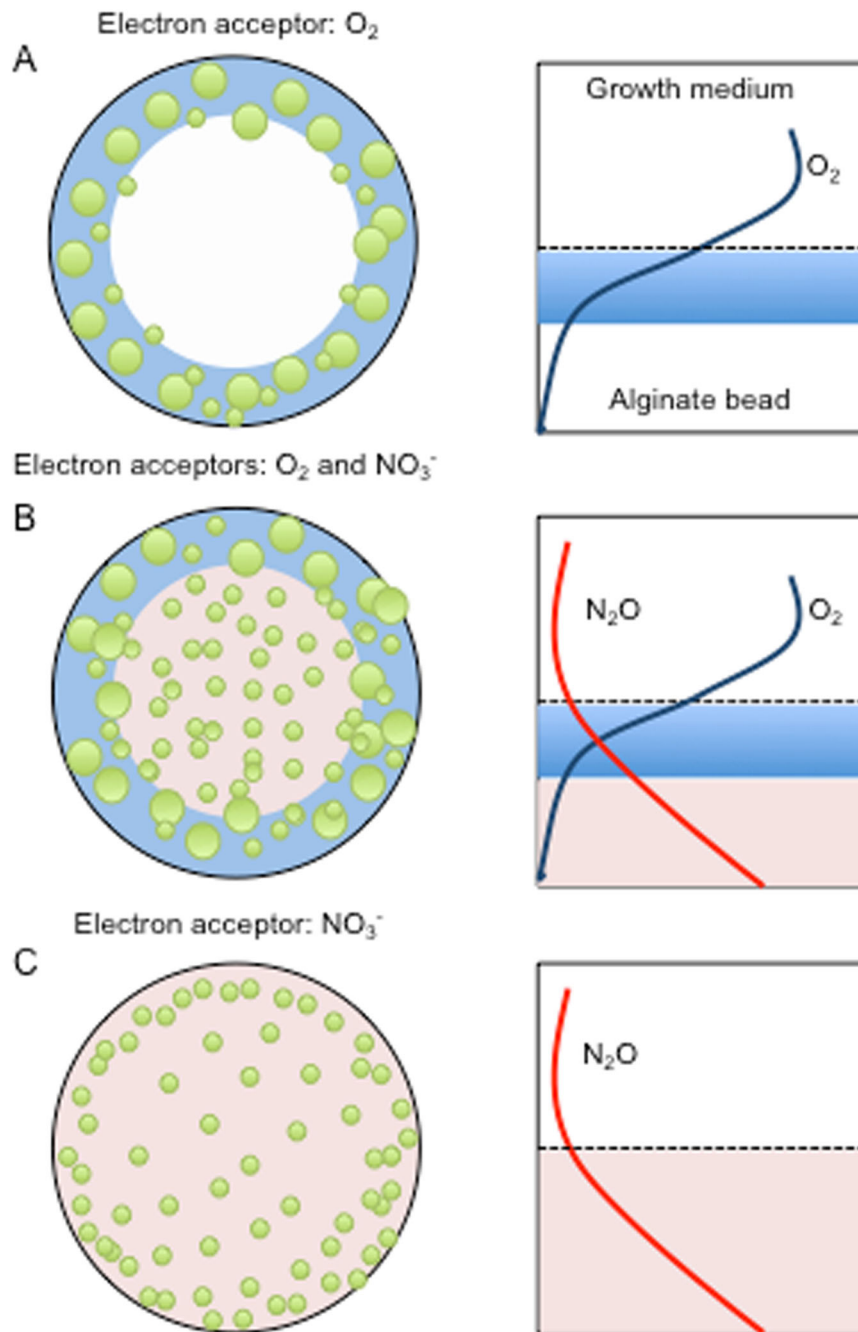 Electron acceptor: O₂
A
Growth medium
O₂
Alginate bead
Electron acceptors: O₂ and NO₃⁻
B
N₂O
O₂
Electron acceptor: NO₃⁻
C
N₂O